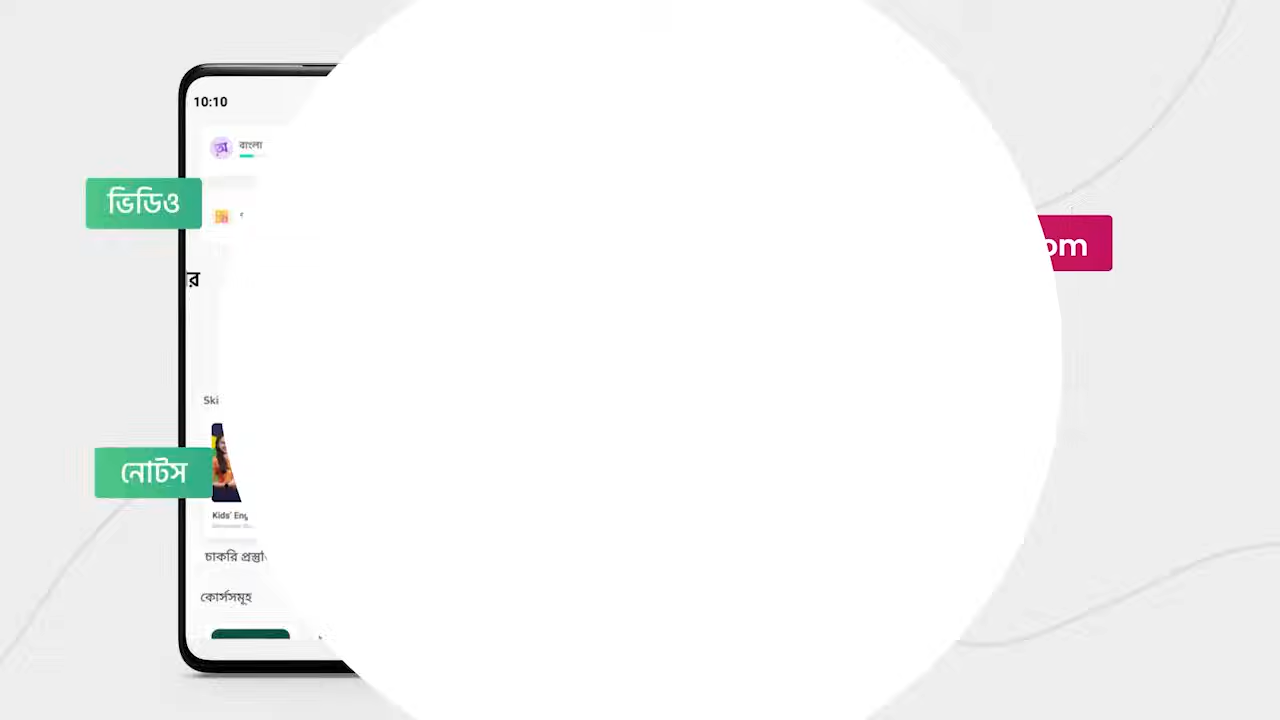 10:10
বাংলা
ভিডিও
om
র
Ski
নোটস
Kids' Eng
চাকরি প্রস্তুতি
কোর্সসমূহ